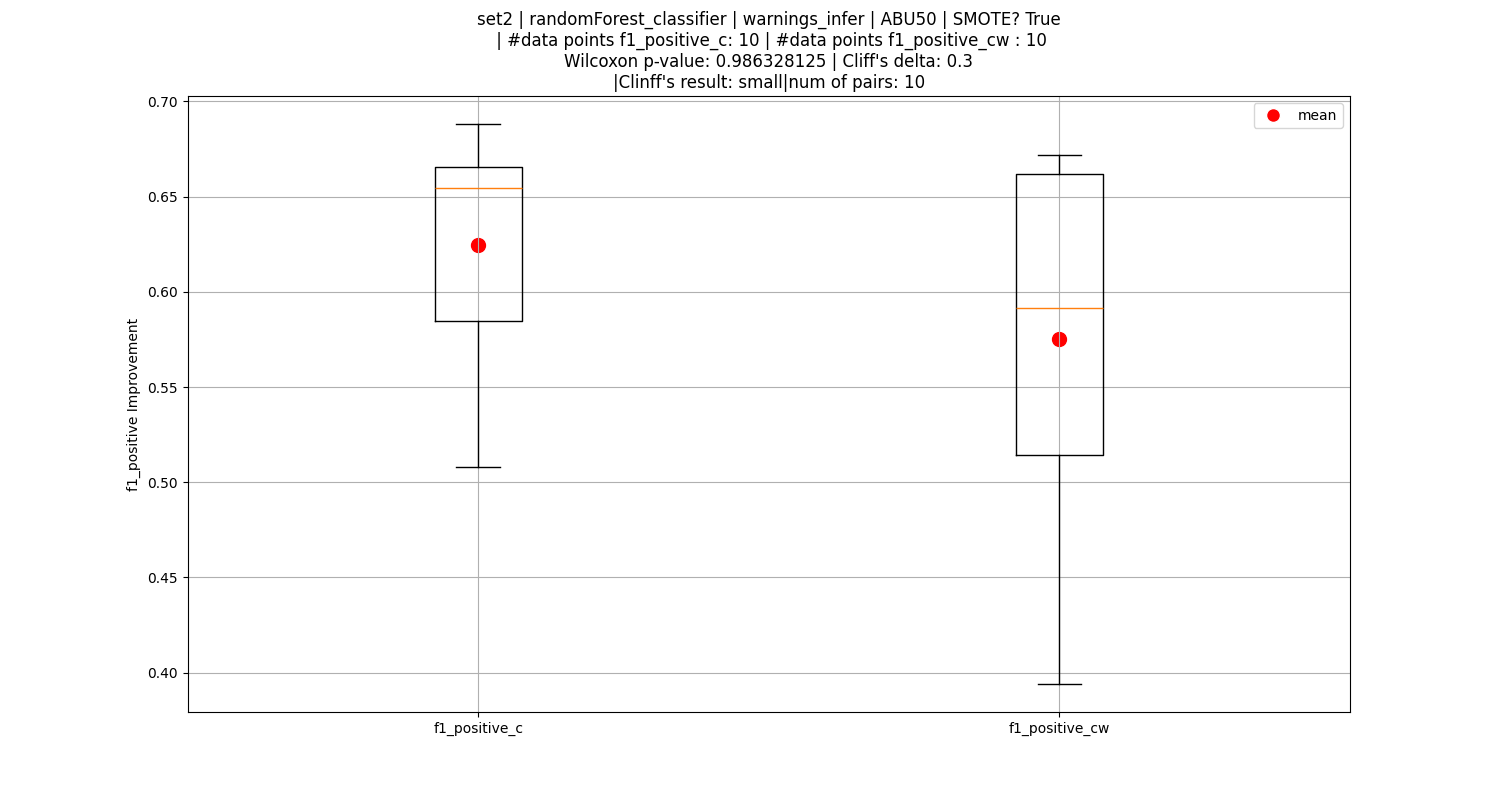 set2 | randomForest_classifier | warnings_infer | ABU50 | SMOTE? True
| #data points f1_positive_c: 10 | #data points f1_positive_cw : 10
Wilcoxon p-value: 0.986328125 | Cliff's delta: 0.3
|Clinff's result: small|num of pairs: 10
mean
0.70
0.65
0.60
0.55
0.50
0.45
0.40
f1_positive Improvement
f1_positive_c
f1_positive_cw